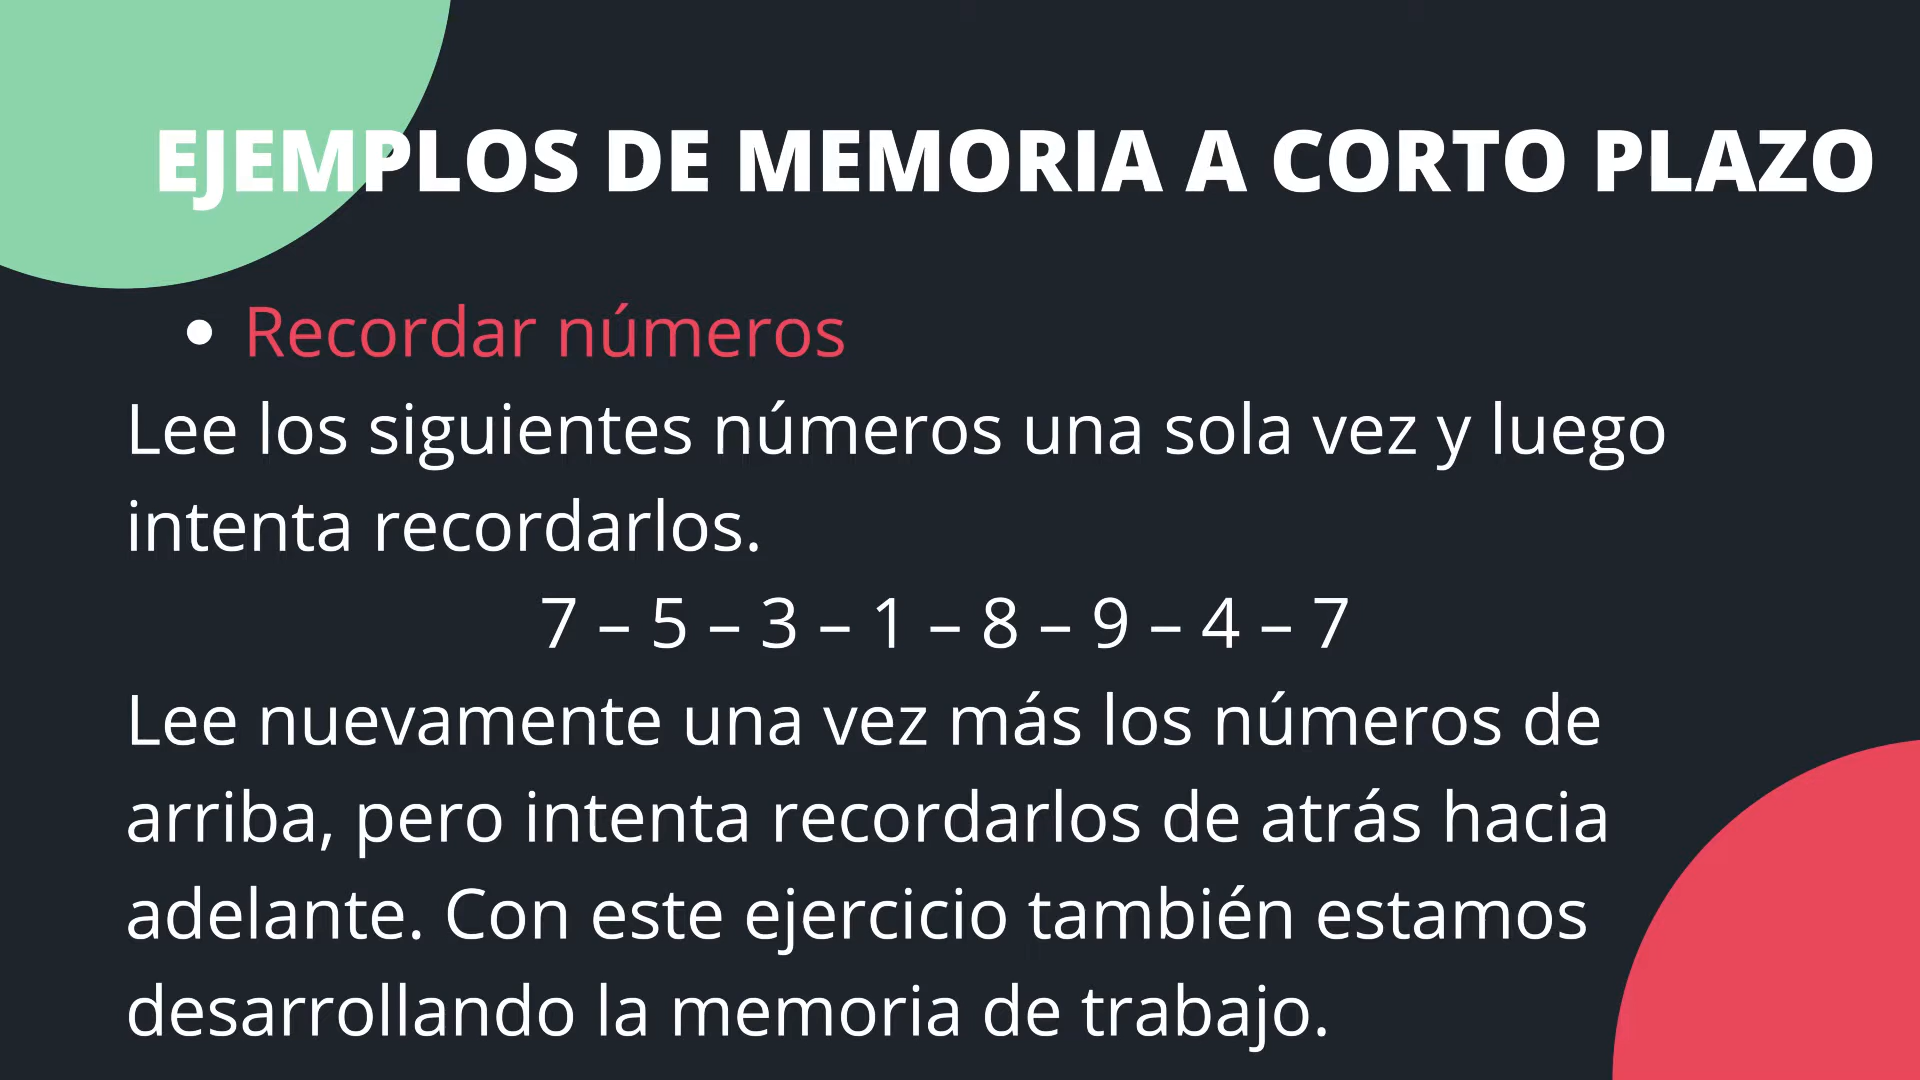 EJEMPLOS DE MEMORIA A CORTO PLAZO
• Recordar números
Lee los siguientes números una sola vez y luego
intenta recordarlos.
7 – 5 – 3 – 1 – 8 – 9 – 4 – 7
Lee nuevamente una vez más los números de
arriba, pero intenta recordarlos de atrás hacia
adelante. Con este ejercicio también estamos
desarrollando la memoria de trabajo.